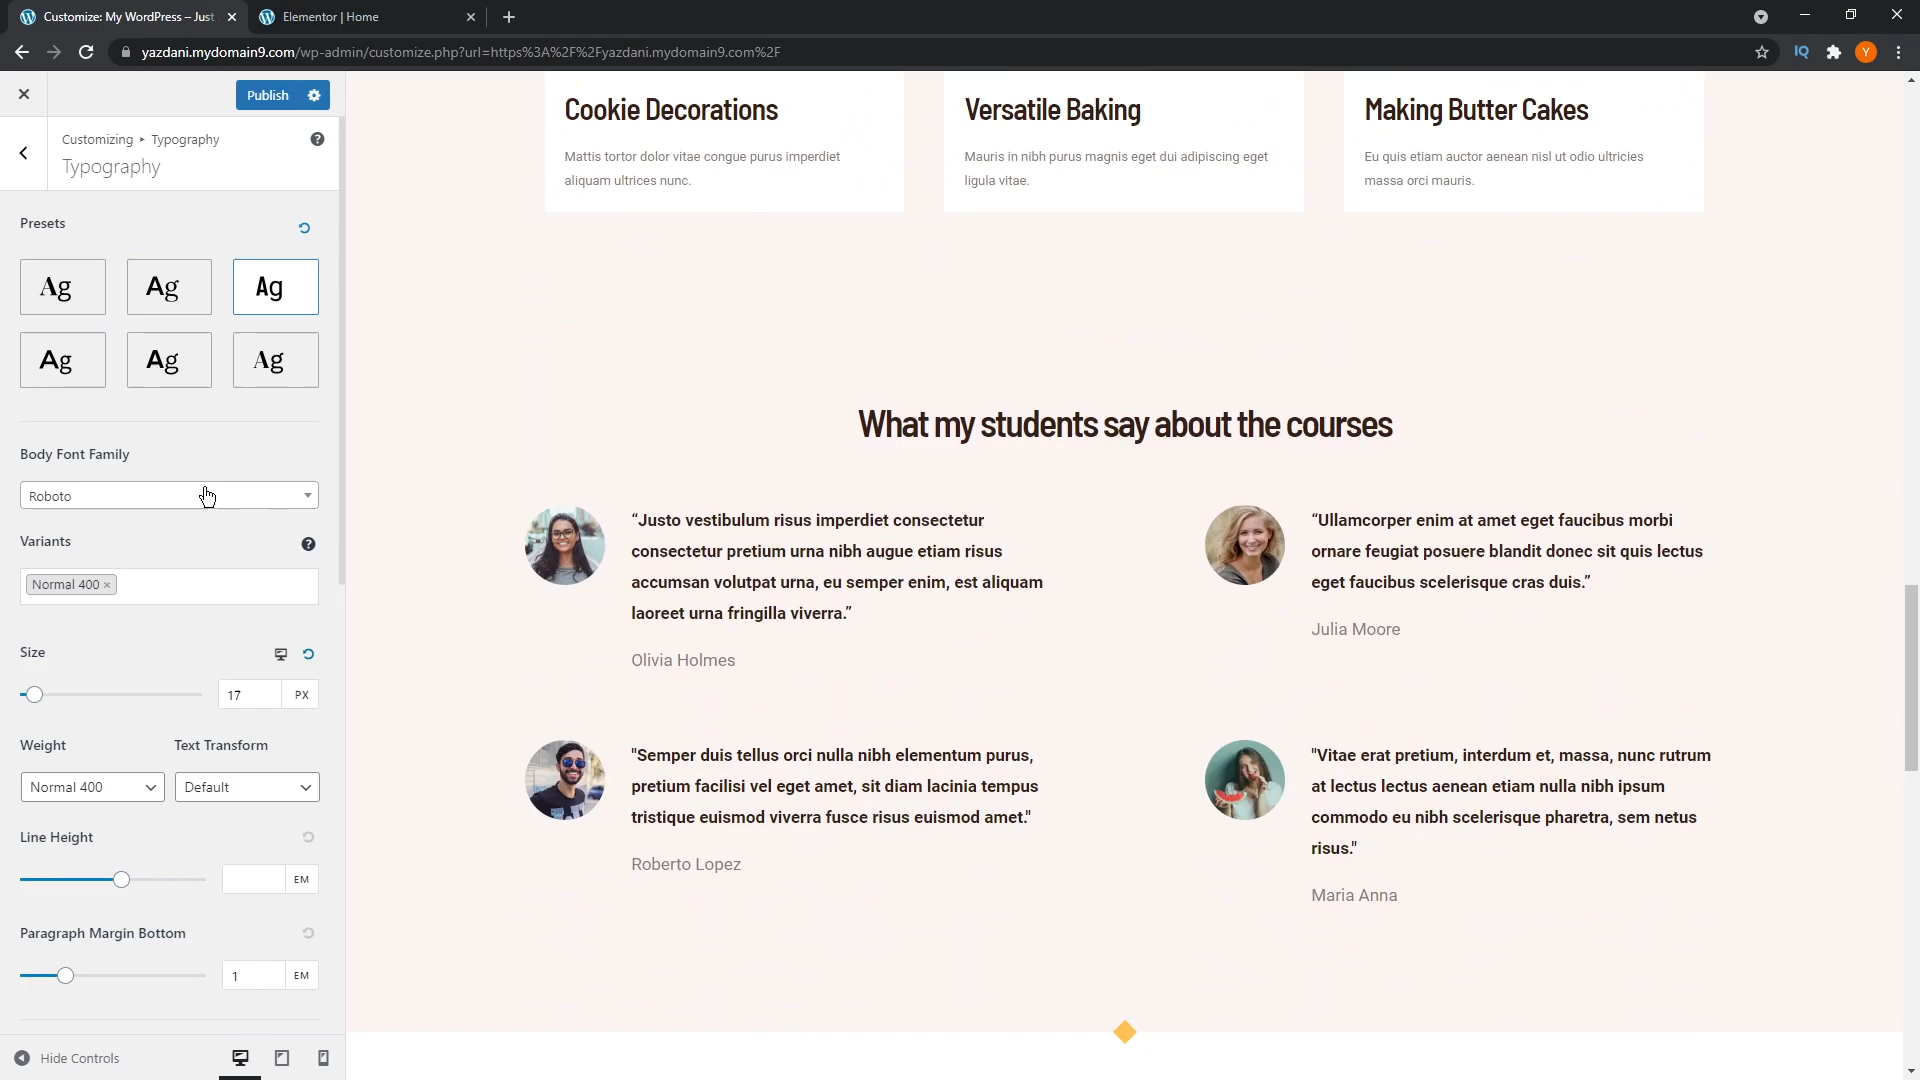 Customize: My WordPress – Just
Elementor | Home
yazdani.mydomain9.com/wp-admin/customize.php?url=https%3A%2F%2Fyazdani.mydomain9.com%2F
IQ
Y
Publish
Customizing ▸ Typography
Typography
Presets
Ag
Ag
Ag
Ag
Ag
Ag
Body Font Family
Roboto
Variants
Normal 400 ×
Size
17
PX
Weight
Text Transform
Normal 400
Default
Line Height
EM
Paragraph Margin Bottom
1
EM
Hide Controls
Cookie Decorations
Mattis tortor dolor vitae congue purus imperdiet
aliquam ultrices nunc.
Versatile Baking
Mauris in nibh purus magnis eget dui adipiscing eget
ligula vitae.
Making Butter Cakes
Eu quis etiam auctor aenean nisl ut odio ultricies
massa orci mauris.
What my students say about the courses
“Justo vestibulum risus imperdiet consectetur
consectetur pretium urna nibh augue etiam risus
accumsan volutpat urna, eu semper enim, est aliquam
laoreet urna fringilla viverra.”
Olivia Holmes
“Ullamcorper enim at amet eget faucibus morbi
ornare feugiat posuere blandit donec sit quis lectus
eget faucibus scelerisque cras duis.”
Julia Moore
"Semper duis tellus orci nulla nibh elementum purus,
pretium facilisi vel eget amet, sit diam lacinia tempus
tristique euismod viverra fusce risus euismod amet."
Roberto Lopez
"Vitae erat pretium, interdum et, massa, nunc rutrum
at lectus lectus aenean etiam nulla nibh ipsum
commodo eu nibh scelerisque pharetra, sem netus
risus."
Maria Anna